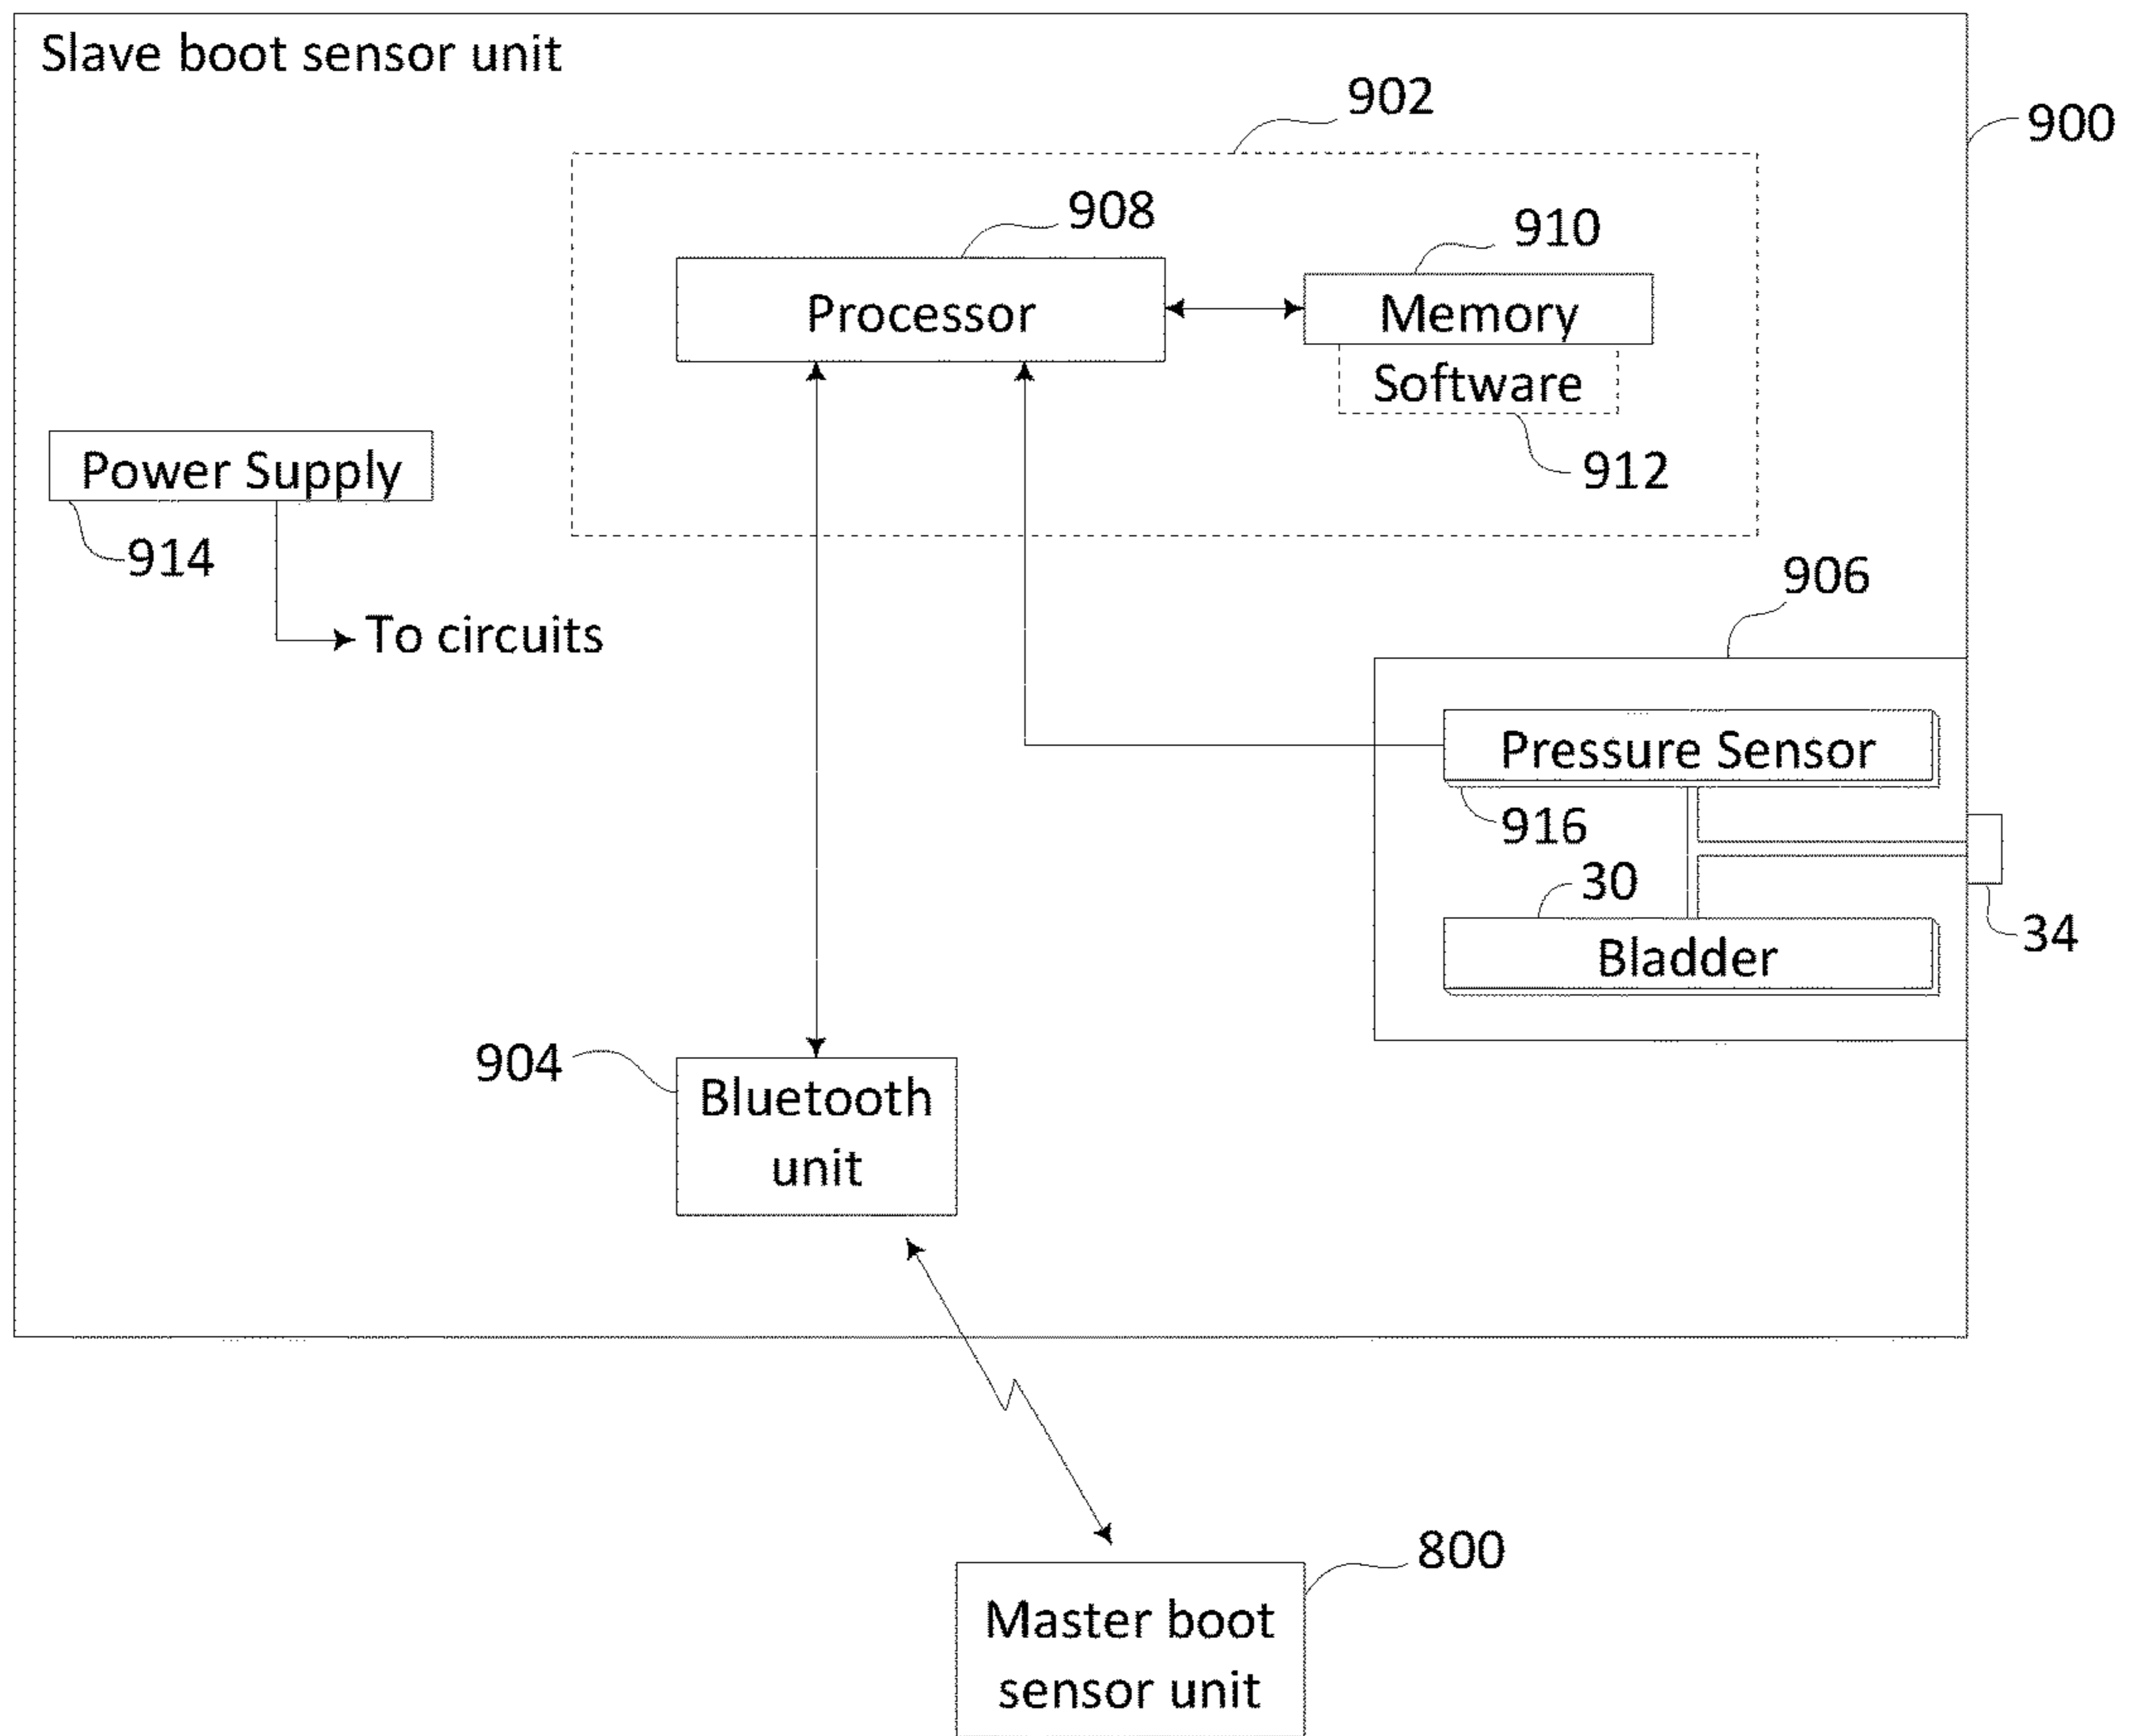 Slave boot sensor unit
902
900
908
910
Processor
Memory
Software
912
Power Supply
914
To circuits
906
Pressure Sensor
916
30
34
Bladder
904
Bluetooth
unit
800
Master boot
sensor unit